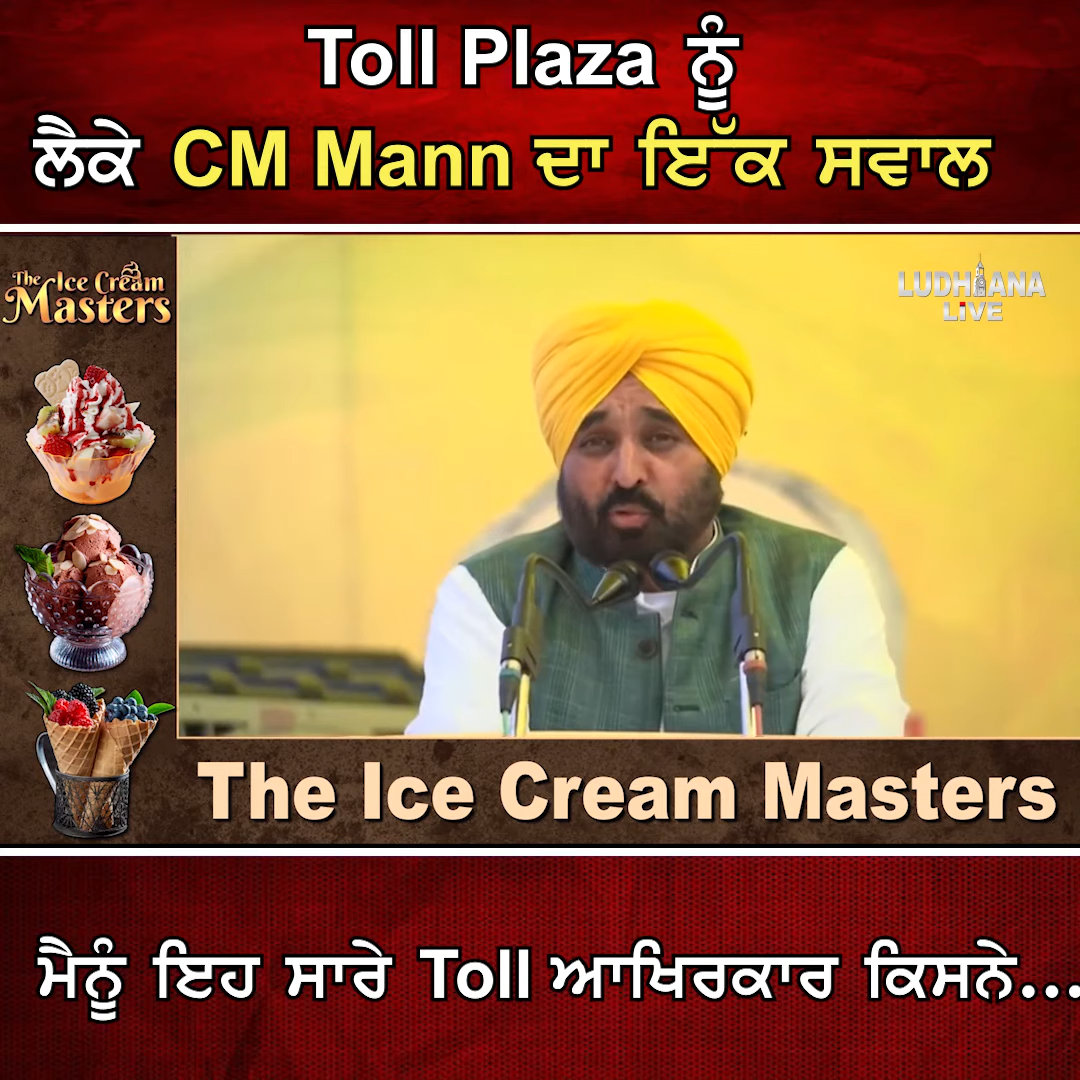 Toll Plaza ਨੂੰ
ਲੈਕੇ CM Mann ਦਾ ਇੱਕ ਸਵਾਲ
The Ice Cream
Masters
LUDHIANA
LIVE
The Ice Cream Masters
ਮੈਨੂੰ ਇਹ ਸਾਰੇ Toll ਆਖਿਰਕਾਰ ਕਿਸਨੇ...